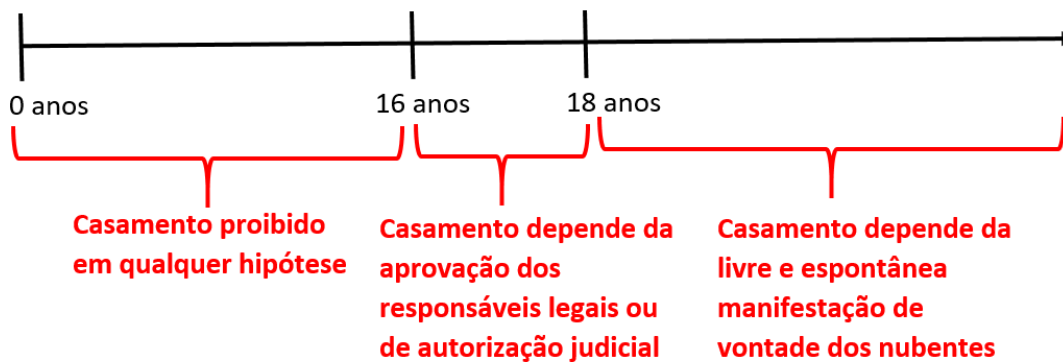 0 anos
16 anos
18 anos
Casamento proibido
em qualquer hipótese
Casamento depende da
aprovação dos
responsáveis legais ou
de autorização judicial
Casamento depende da
livre e espontânea
manifestação de
vontade dos nubentes